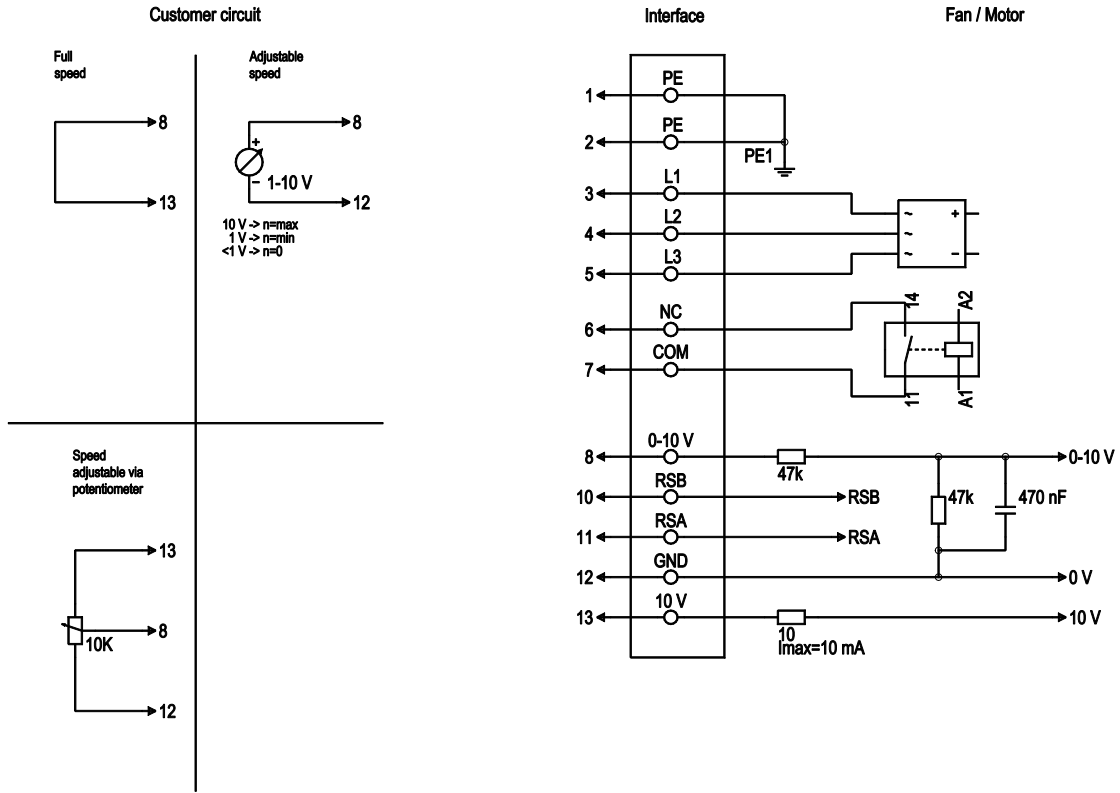 Customer circuit
Interface
Fan / Motor
Full
speed
8
13
Adjustable
speed
8
+
–
1-10 V
12
10 V -> n=max
1 V -> n=min
<1 V -> n=0
Speed
adjustable via
potentiometer
13
8
10K
12
1
PE
2
PE
PE1
3
L1
4
L2
5
L3
~
~
~
+
–
6
NC
7
COM
14
A2
11
A1
8
0-10 V
47k
0-10 V
10
RSB
RSB
47k
470 nF
11
RSA
RSA
12
GND
0 V
13
10 V
10
Imax=10 mA
10 V